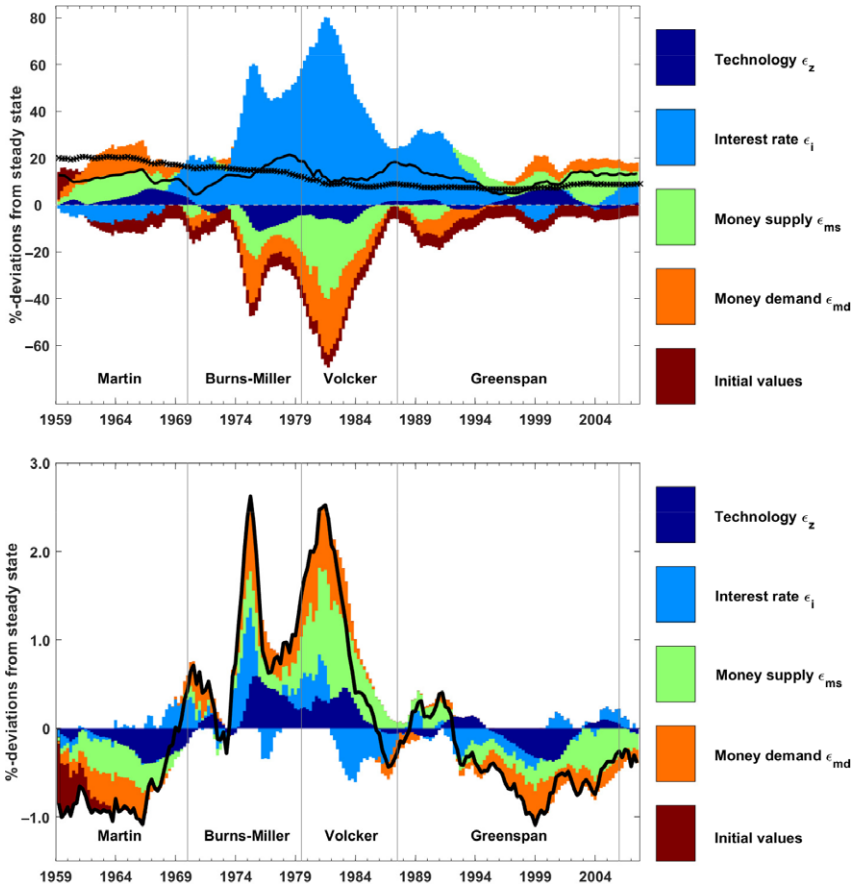 80
60
40
20
0
−20
−40
−60
%-deviations from steady state
Martin
Burns-Miller
Volcker
Greenspan
1959
1964
1969
1974
1979
1984
1989
1994
1999
2004
Technology ϵz
Interest rate ϵi
Money supply ϵms
Money demand ϵmd
Initial values
3.0
2.0
1.0
0
−1.0
%-deviations from steady state
Martin
Burns-Miller
Volcker
Greenspan
1959
1964
1969
1974
1979
1984
1989
1994
1999
2004
Technology ϵz
Interest rate ϵi
Money supply ϵms
Money demand ϵmd
Initial values